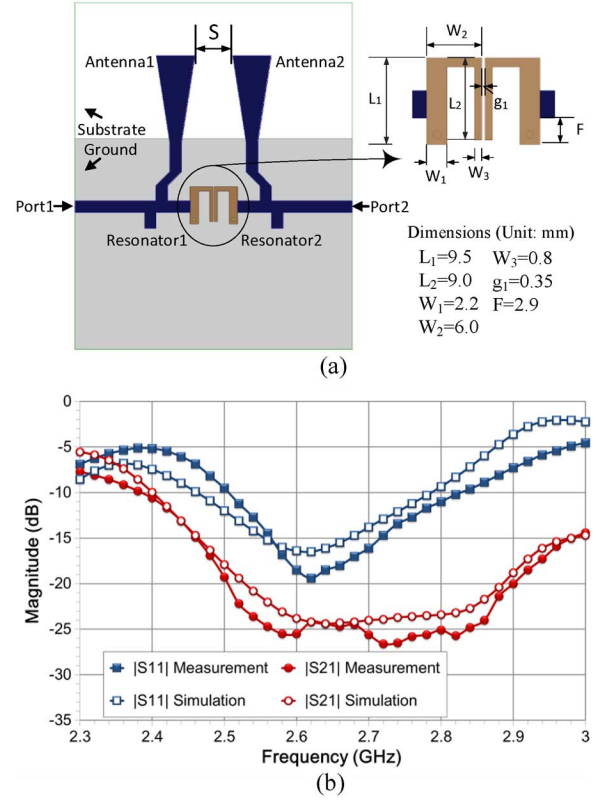 S
Antenna1
Antenna2
Substrate
Ground
Port1
Port2
Resonator1
Resonator2
W2
L1
L2
g1
F
W1
W3
Dimensions (Unit: mm)
L1=9.5 W3=0.8
L2=9.0 g1=0.35
W1=2.2 F=2.9
W2=6.0
(a)
0
-5
-10
-15
-20
-25
-30
-35
Magnitude (dB)
|S11| Measurement
|S21| Measurement
|S11| Simulation
|S21| Simulation
2.3 2.4 2.5 2.6 2.7 2.8 2.9 3
Frequency (GHz)
(b)